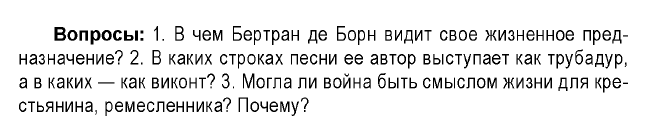 Вопросы: 1. В чем Бертран де Борн видит свое жизненное пред-
назначение? 2. В каких строках песни ее автор выступает как трубадур,
а в каких — как виконт? 3. Могла ли война быть смыслом жизни для кре-
стьянина, ремесленника? Почему?